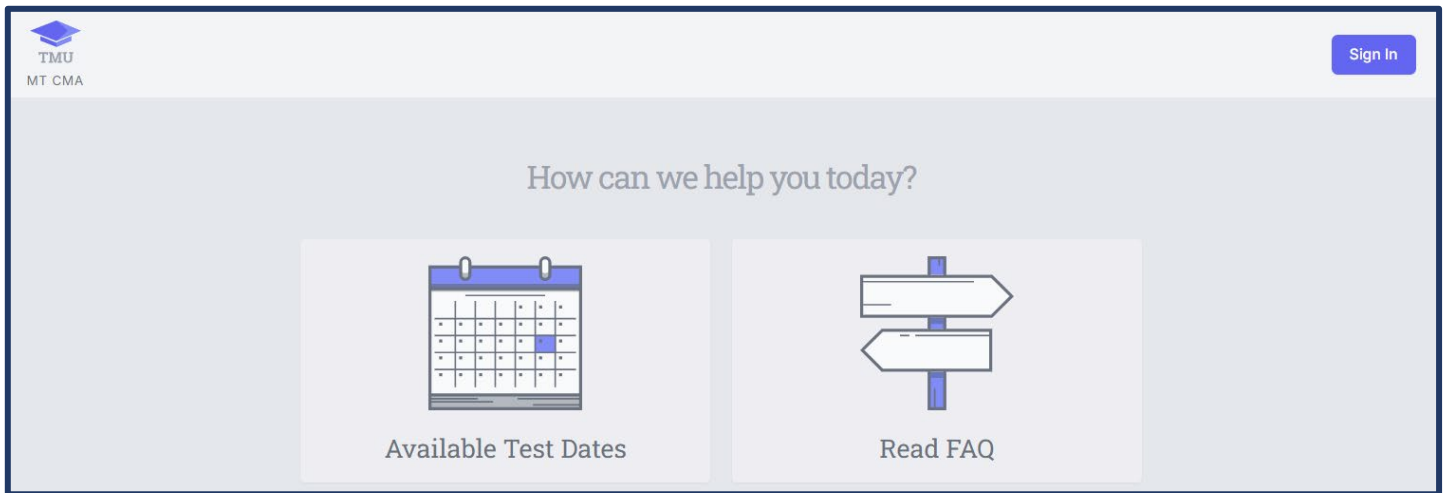 TMU
MT CMA
Sign In
How can we help you today?
Available Test Dates
Read FAQ